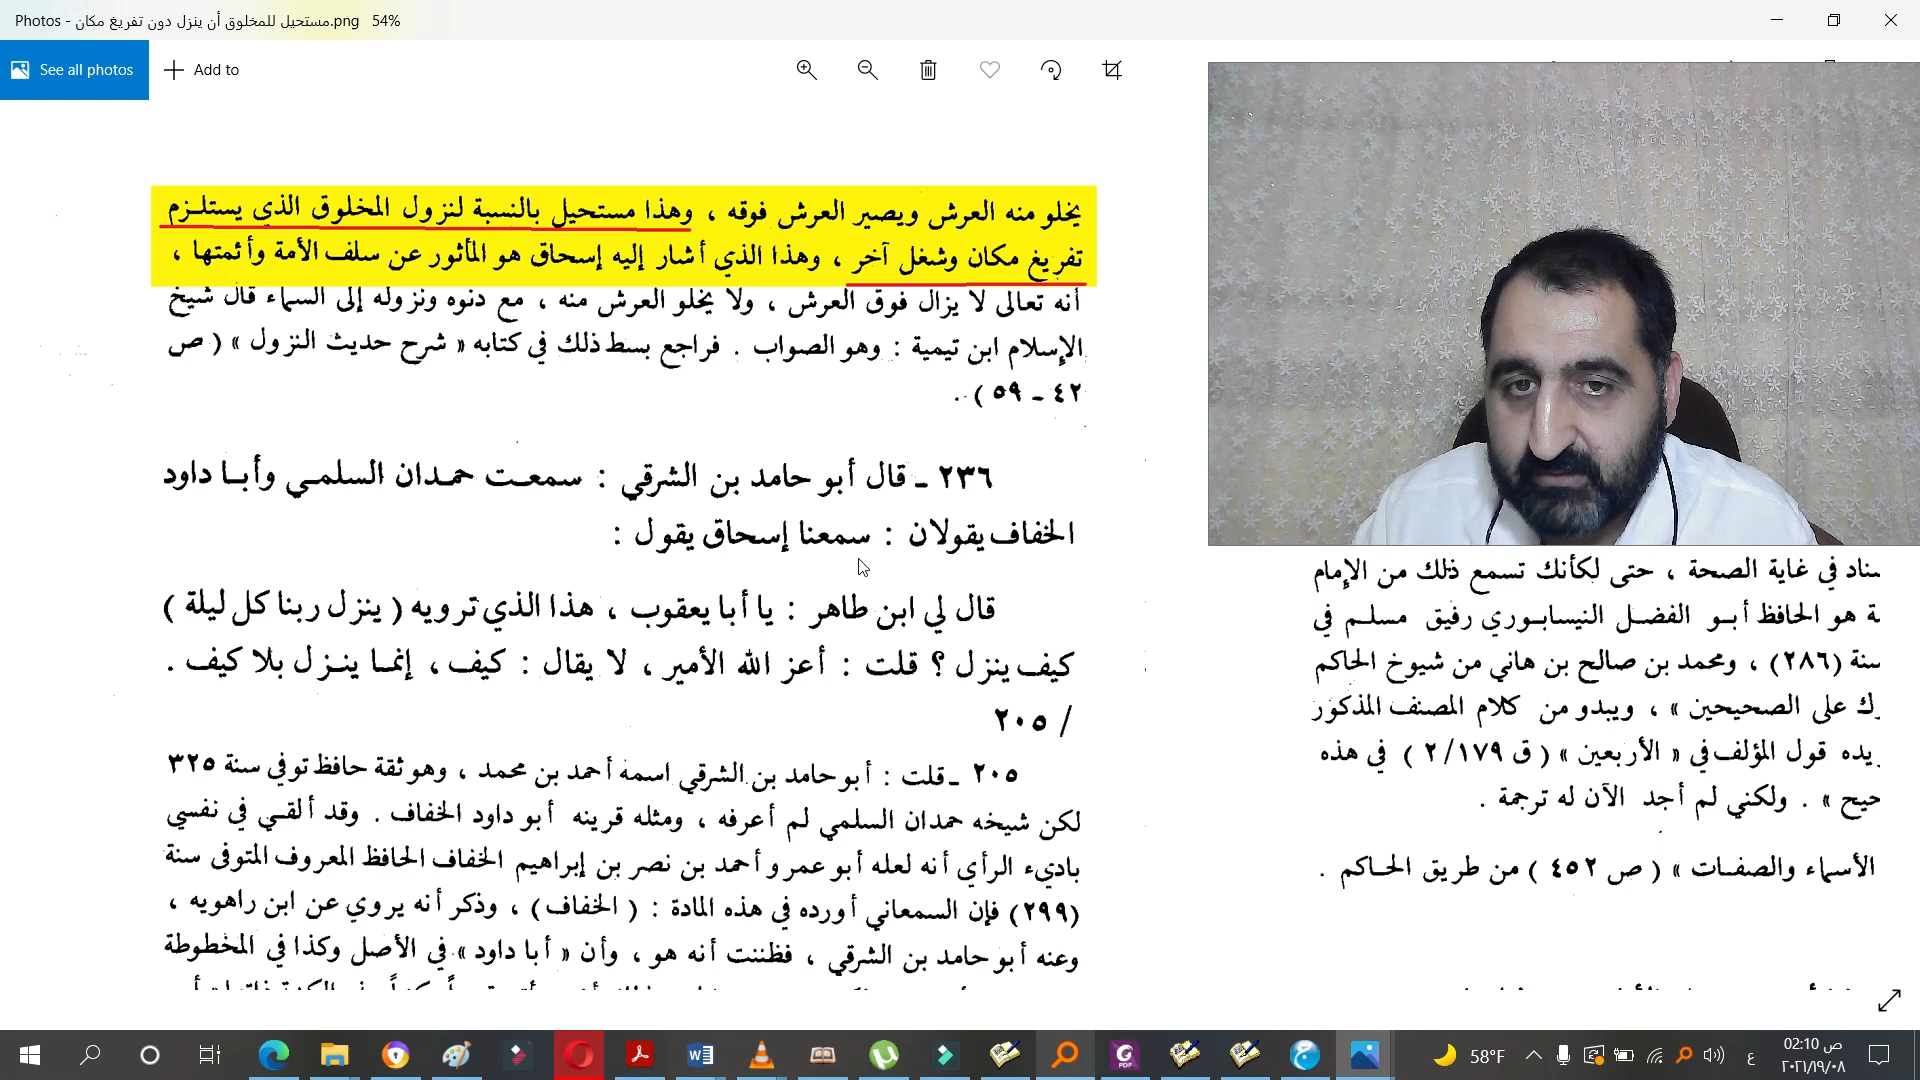 Photos - مستحيل للمخلوق أن ينزل دون تفريغ مكان.png 54%
See all photos
Add to
يخلو منه العرش ويصير العرش فوقه ، وهذا مستحيل بالنسبة لنزول المخلوق الذي يستلـزم
تفريغ مكان وشغل آخر ، وهذا الذي أشار إليه إسحاق هو المأثور عن سلف الأمة وأئمتها ،
أنه تعالى لا يزال فوق العرش ، ولا يخلو العرش منه ، مع دنوه ونزوله إلى السماء قال شيخ
الإسلام ابن تيمية : وهو الصواب . فراجع بسط ذلك في كتابه « شرح حديث النزول » ( ص
٤٢ - ٥٩ ) .
٢٣٦ - قال أبو حامد بن الشرقي : سمعت حمدان السلمي وأبا داود
الخفاف يقولان : سمعنا إسحاق يقول :
قال لي ابن طاهر : يا أبا يعقوب ، هذا الذي ترويه ( ينزل ربنا كل ليلة )
كيف ينزل ؟ قلت : أعز الله الأمير ، لا يقال : كيف ، إنما ينزل بلا كيف .
/ ٢٠٥
٢٠٥ - قلت : أبو حامد بن الشرقي اسمه أحمد بن محمد ، وهو ثقة حافظ توفي سنة ٣٢٥
لكن شيخه حمدان السلمي لم أعرفه ، ومثله قرينه أبو داود الخفاف . وقد ألقي في نفسي
باديء الرأي أنه لعله أبو عمرو أحمد بن نصر بن إبراهيم الخفاف الحافظ المعروف المتوفى سنة
(٢٩٩) فإن السمعاني أورده في هذه المادة : ( الخفاف ) ، وذكر أنه يروي عن ابن راهويه ،
وعنه أبو حامد بن الشرقي ، فظننت أنه هو ، وأن « أبا داود » في الأصل وكذا في المخطوطة
ـناد في غاية الصحة ، حتى لكأنك تسمع ذلك من الإمام
ـة هو الحافظ أبو الفضل النيسابوري رفيق مسلم في
سنة (٢٨٦) ، ومحمد بن صالح بن هاني من شيوخ الحاكم
رك على الصحيحين » ، ويبدو من كلام المصنف المذكور
يده قول المؤلف في « الأربعين » ( ق ٢/١٧٩ ) في هذه
حيح » . ولكني لم أجد الآن له ترجمة .
الأسماء والصفات » ( ص ٤٥٢ ) من طريق الحاكم .
58°F
ع
02:10 ص
٢٠٢١/١٩/٠٨